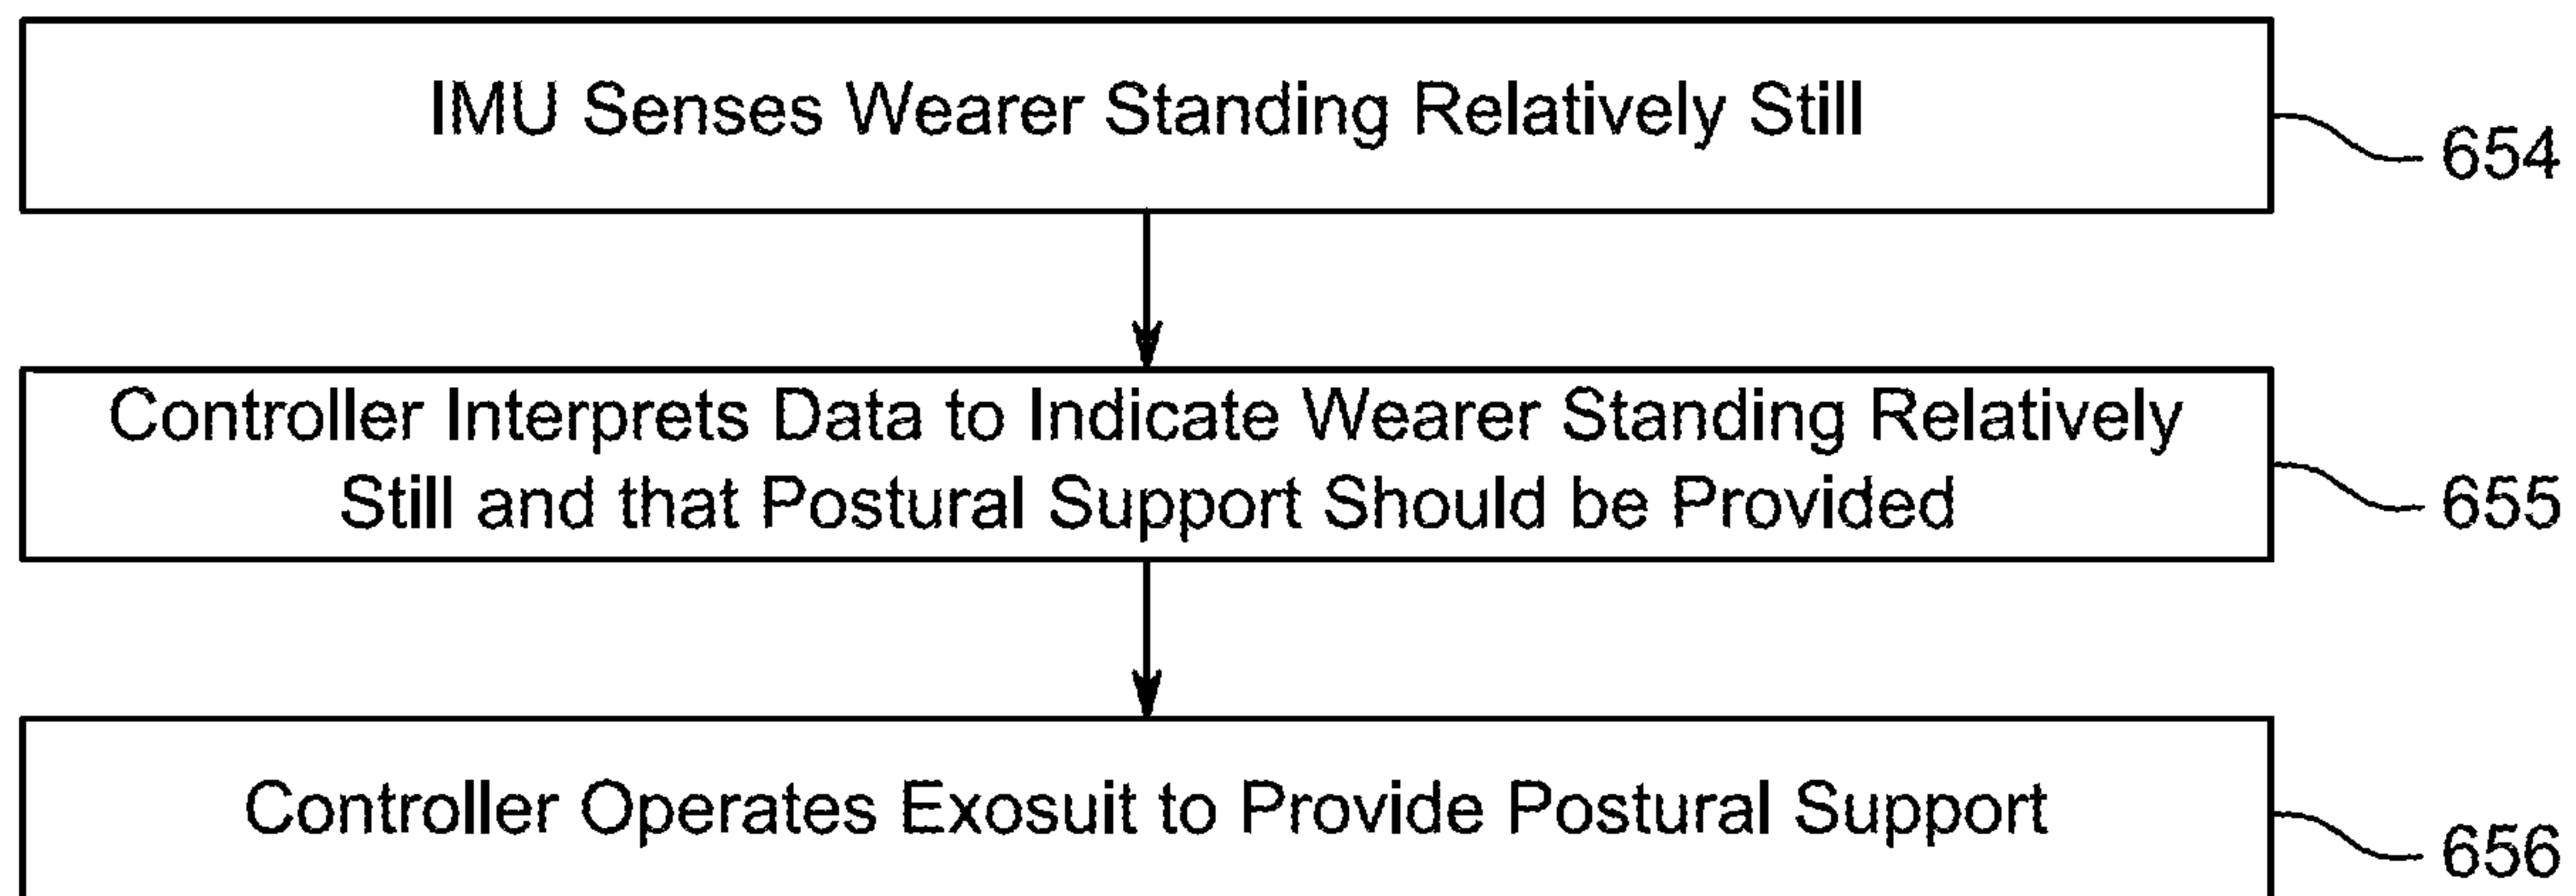 IMU Senses Wearer Standing Relatively Still
654
Controller Interprets Data to Indicate Wearer Standing Relatively
Still and that Postural Support Should be Provided
655
Controller Operates Exosuit to Provide Postural Support
656